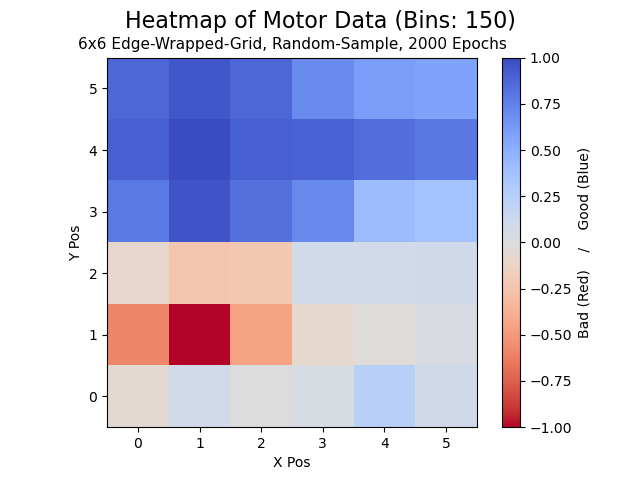 Heatmap of Motor Data (Bins: 150)
6x6 Edge-Wrapped-Grid, Random-Sample, 2000 Epochs
5
4
3
2
1
0
Y Pos
0 1 2 3 4 5
X Pos
1.00
0.75
0.50
0.25
0.00
−0.25
−0.50
−0.75
−1.00
Bad (Red) / Good (Blue)